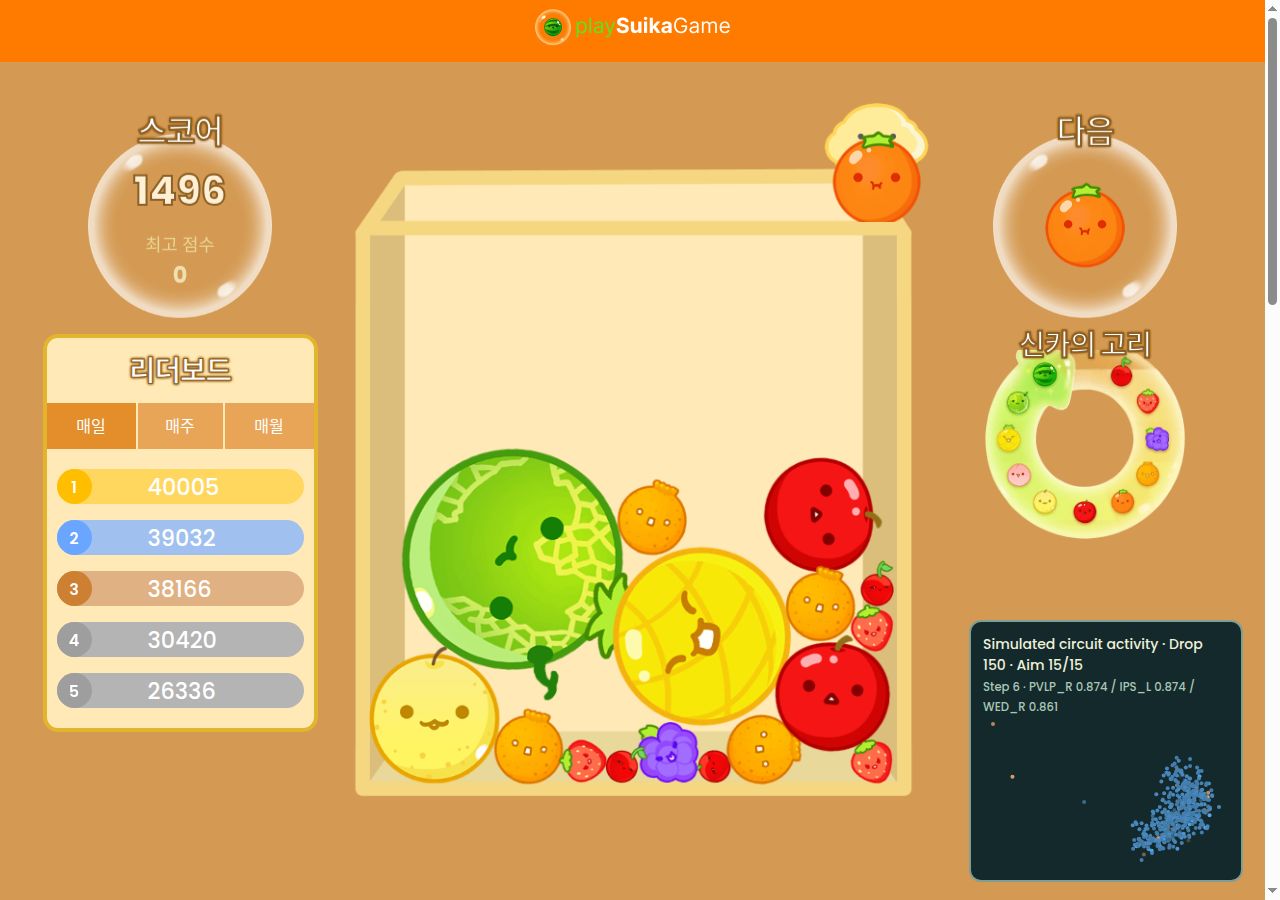 playSuikaGame
스코어
1496
최고 점수
0
리더보드
매일 매주 매월
1 40005
2 39032
3 38166
4 30420
5 26336
다음
신카의 고리
Simulated circuit activity · Drop
150 · Aim 15/15
Step 6 · PVLP_R 0.874 / IPS_L 0.874 /
WED_R 0.861